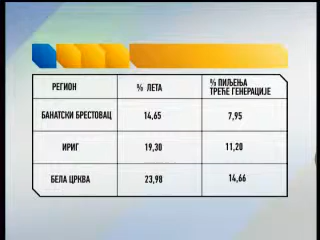 РЕГИОН % ЛЕТА % ПИЉЕЊА
ТРЕЋЕ ГЕНЕРАЦИЈЕ
БАНАТСКИ БРЕСТОВАЦ 14,65 7,95
ИРИГ 19,30 11,20
БЕЛА ЦРКВА 23,98 14,66